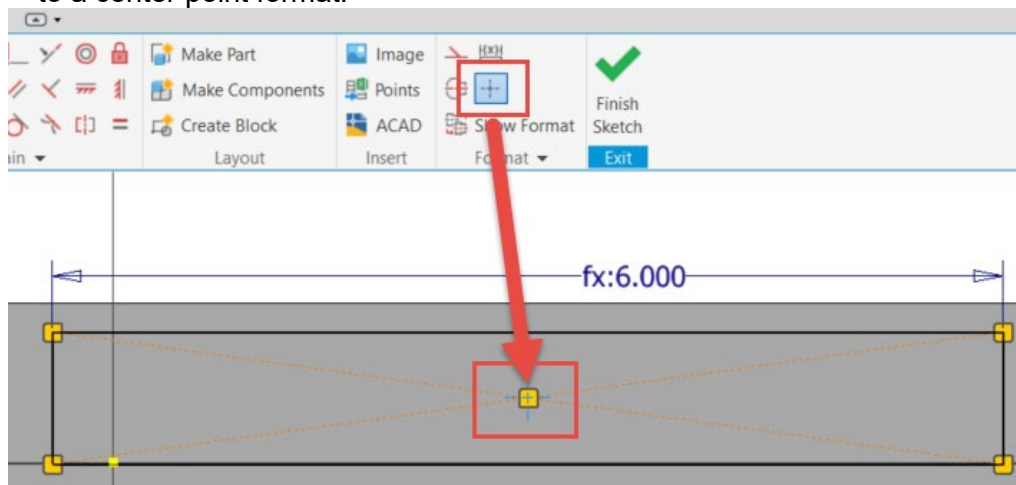 to a center point format.
Make Part
Image
Make Components
Points
Create Block
ACAD
Show Format
Finish
Sketch
Layout
Insert
Format
Exit
fx:6.000